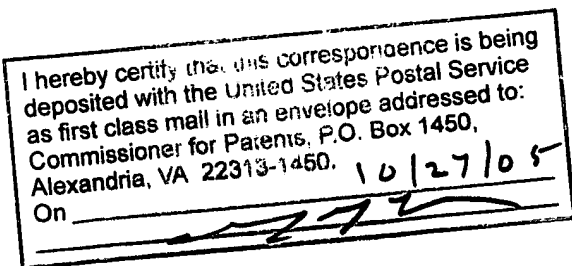 I hereby certify that this correspondence is being
deposited with the United States Postal Service
as first class mail in an envelope addressed to:
Commissioner for Patents, P.O. Box 1450,
Alexandria, VA 22313-1450.
On 10/27/05